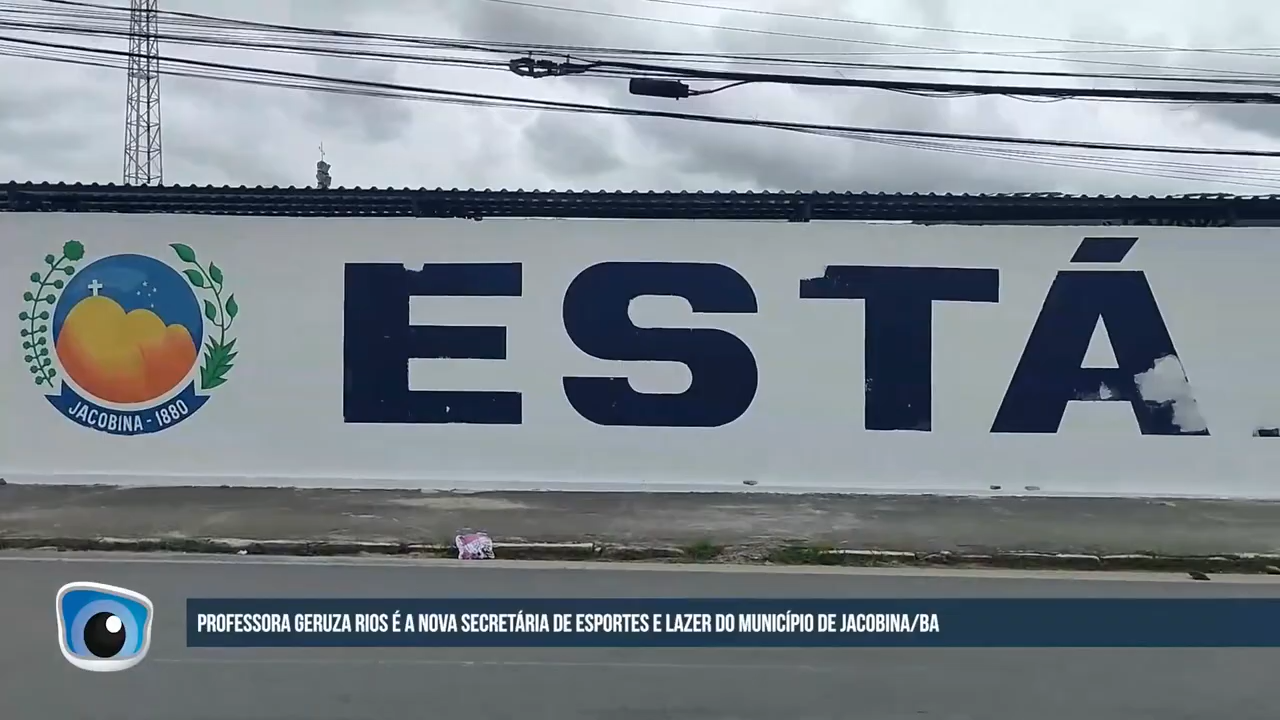 ESTÁ
JACOBINA - 1880
PROFESSORA GERUZA RIOS É A NOVA SECRETÁRIA DE ESPORTES E LAZER DO MUNICÍPIO DE JACOBINA/BA